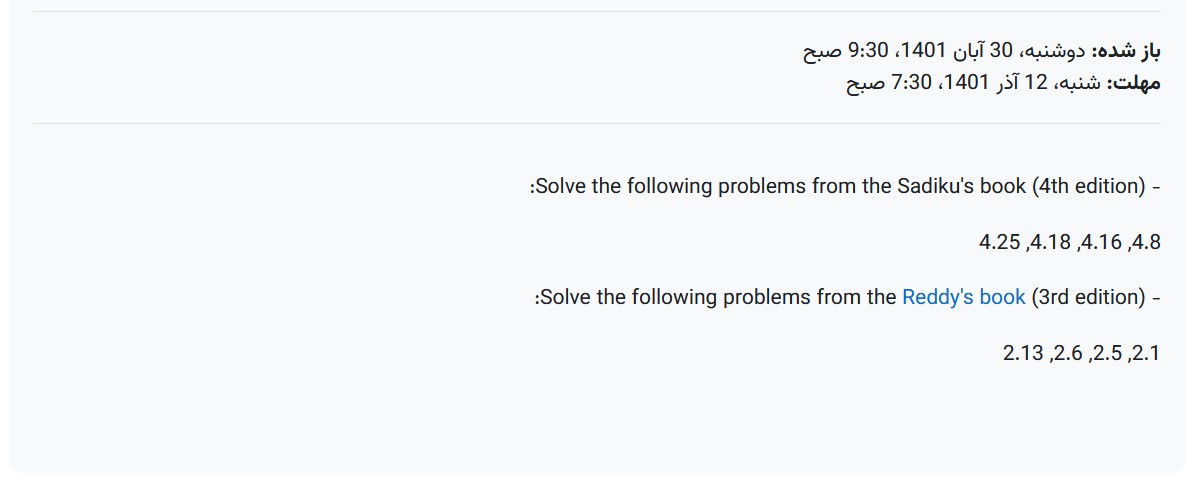 باز شده: دوشنبه، 30 آبان 1401، 9:30 صبح
مهلت: شنبه، 12 آذر 1401، 7:30 صبح
- Solve the following problems from the Sadiku's book (4th edition):
4.8, 4.16, 4.18, 4.25
- Solve the following problems from the Reddy's book (3rd edition):
2.1, 2.5, 2.6, 2.13